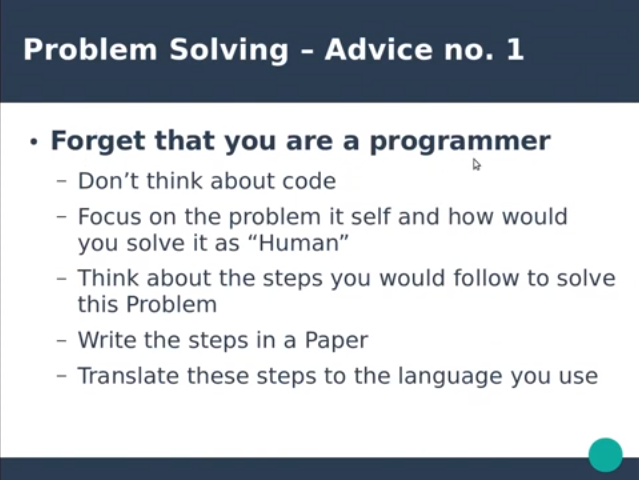 Problem Solving – Advice no. 1
• Forget that you are a programmer
– Don’t think about code
– Focus on the problem it self and how would
you solve it as “Human”
– Think about the steps you would follow to solve
this Problem
– Write the steps in a Paper
– Translate these steps to the language you use